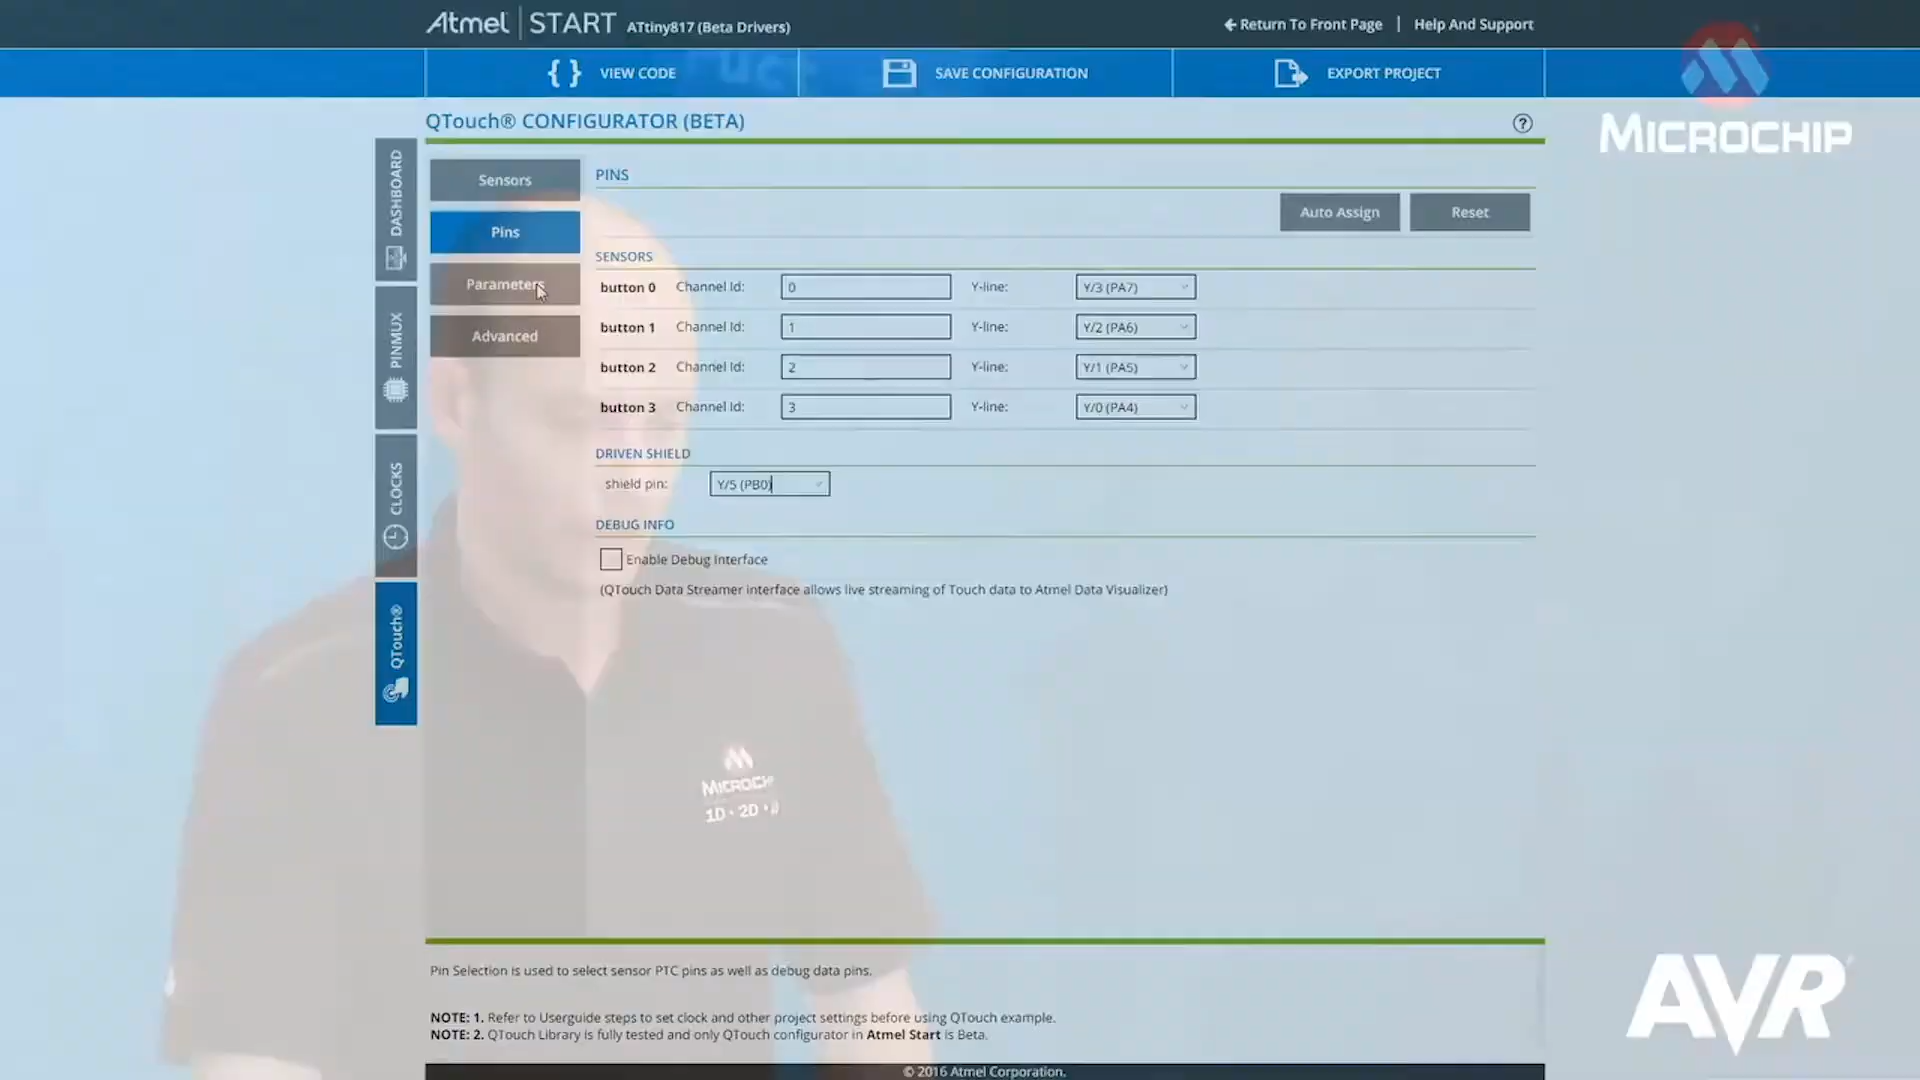 Atmel START ATtiny817 (Beta Drivers) Return To Front Page | Help And Support
VIEW CODE SAVE CONFIGURATION EXPORT PROJECT
MICROCHIP
QTouch® CONFIGURATOR (BETA) ?
DASHBOARD
PINMUX
CLOCKS
QTouch®
Sensors
Pins
Parameters
Advanced
PINS
Auto Assign Reset
SENSORS
button 0 Channel Id: 0 Y-line: Y/3 (PA7)
button 1 Channel Id: 1 Y-line: Y/2 (PA6)
button 2 Channel Id: 2 Y-line: Y/1 (PA5)
button 3 Channel Id: 3 Y-line: Y/0 (PA4)
DRIVEN SHIELD
shield pin: Y/5 (PB0)
DEBUG INFO
Enable Debug Interface
(QTouch Data Streamer interface allows live streaming of Touch data to Atmel Data Visualizer)
MICROCHIP
1D · 2D ·
Pin Selection is used to select sensor PTC pins as well as debug data pins.
NOTE: 1. Refer to Userguide steps to set clock and other project settings before using QTouch example.
NOTE: 2. QTouch Library is fully tested and only QTouch configurator in Atmel Start is Beta.
© 2016 Atmel Corporation.
AVR